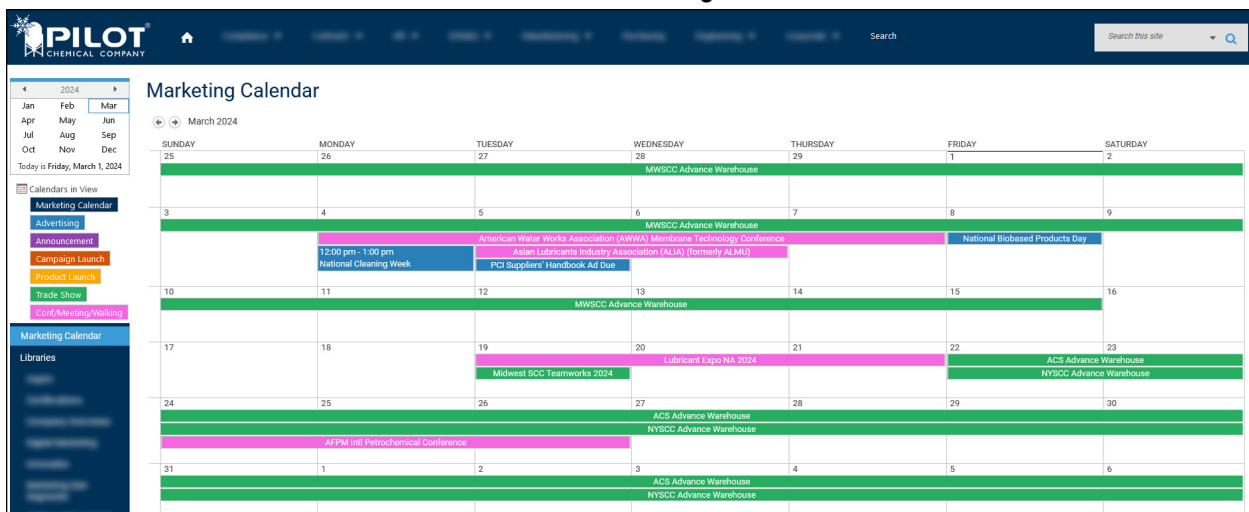 PILOT®
CHEMICAL COMPANY
Search
Search this site
2024
Jan Feb Mar
Apr May Jun
Jul Aug Sep
Oct Nov Dec
Today is Friday, March 1, 2024
Calendars in View
Marketing Calendar
Advertising
Announcement
Campaign Launch
Product Launch
Trade Show
Conf/Meeting/Walking
Marketing Calendar
Libraries
Marketing Calendar
March 2024
SUNDAY MONDAY TUESDAY WEDNESDAY THURSDAY FRIDAY SATURDAY
25 26 27 28 29 1 2
MWSCC Advance Warehouse
3 4 5 6 7 8 9
MWSCC Advance Warehouse
American Water Works Association (AWWA) Membrane Technology Conference
12:00 pm - 1:00 pm
National Cleaning Week
Asian Lubricants Industry Association (ALIA) (formerly ALMU)
National Biobased Products Day
PCI Suppliers' Handbook Ad Due
10 11 12 13 14 15 16
MWSCC Advance Warehouse
17 18 19 20 21 22 23
Lubricant Expo NA 2024
ACS Advance Warehouse
Midwest SCC Teamworks 2024
NYSCC Advance Warehouse
24 25 26 27 28 29 30
ACS Advance Warehouse
NYSCC Advance Warehouse
AFPM Intl Petrochemical Conference
31 1 2 3 4 5 6
ACS Advance Warehouse
NYSCC Advance Warehouse